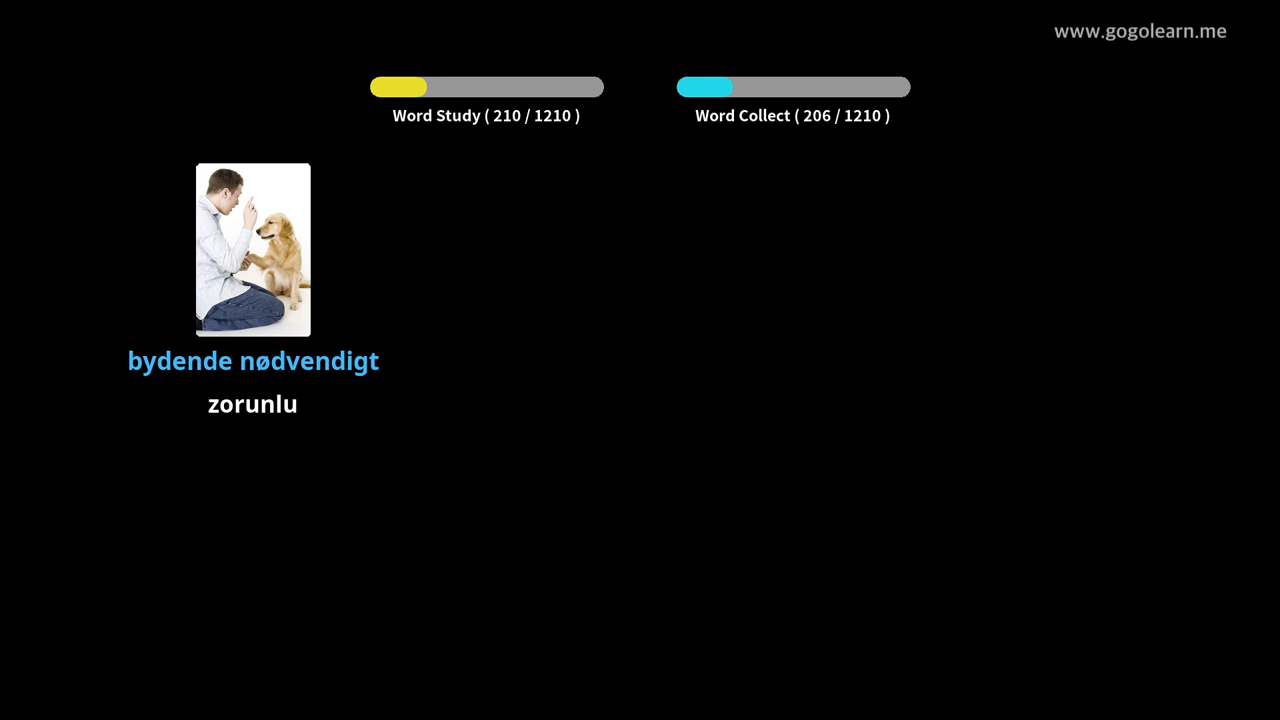 www.gogolearn.me
Word Study ( 210 / 1210 )
Word Collect ( 206 / 1210 )
bydende nødvendigt
zorunlu